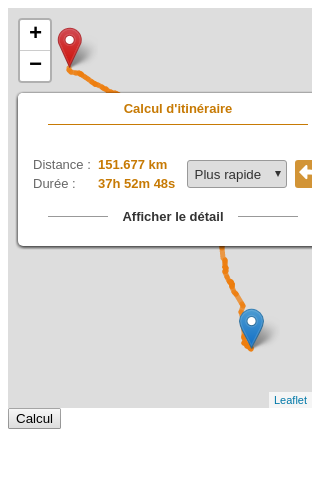 +
−
Calcul d'itinéraire
Distance : 151.677 km
Durée : 37h 52m 48s
Plus rapide
Afficher le détail
Leaflet
Calcul